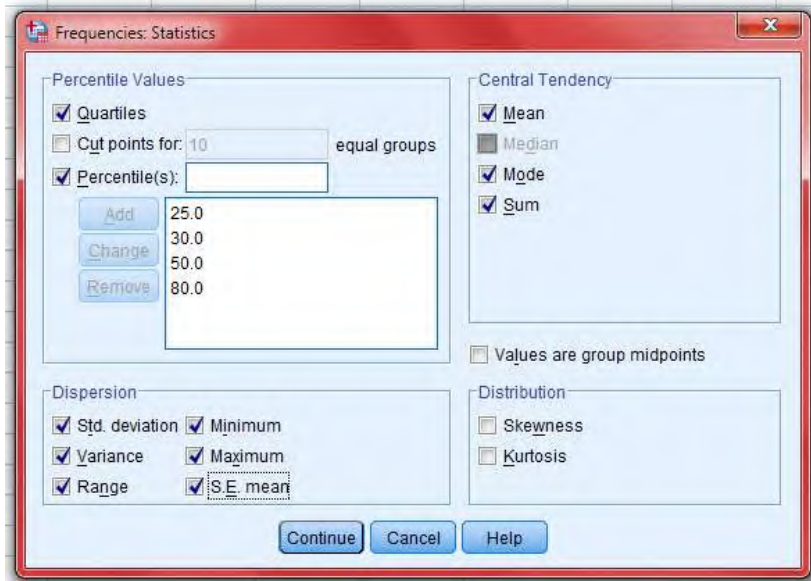 Frequencies: Statistics
Percentile Values
Quartiles
Cut points for: 10 equal groups
Percentile(s):
Add
Change
Remove
25.0
30.0
50.0
80.0
Central Tendency
Mean
Median
Mode
Sum
Values are group midpoints
Dispersion
Std. deviation Minimum
Variance Maximum
Range S.E. mean
Distribution
Skewness
Kurtosis
Continue Cancel Help